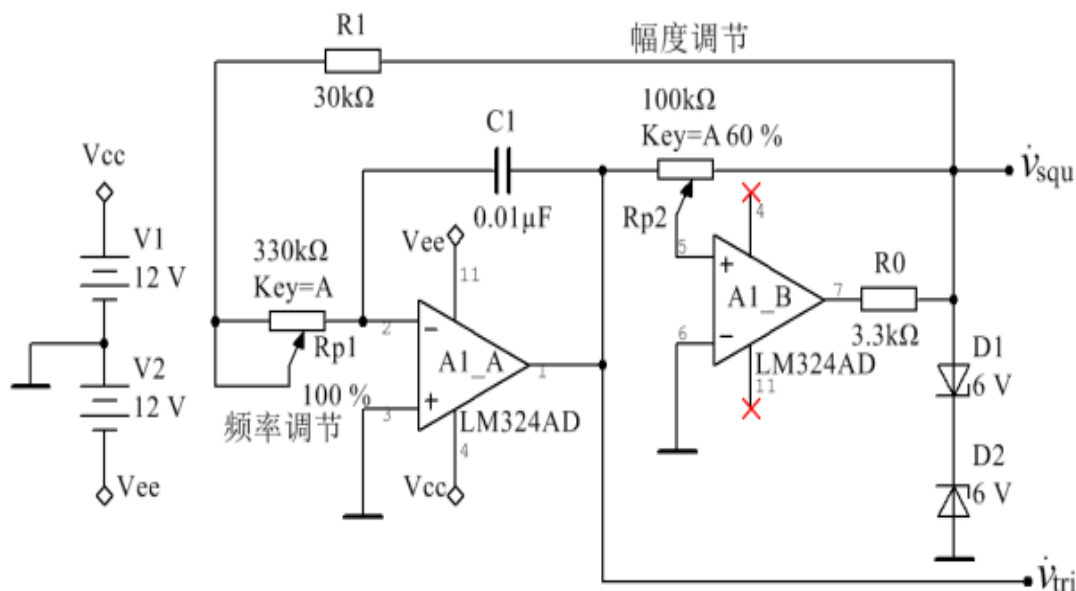 R1
幅度调节
30kΩ
100kΩ
Key=A 60 %
C1
Vcc
v̇squ
0.01μF
Rp2
4
V1
12 V
330kΩ
Key=A
Vee
11
5
A1_B
7
R0
2
Rp1
6
3.3kΩ
V2
12 V
A1_A
1
LM324AD
11
D1
6 V
100 %
3
LM324AD
频率调节
4
D2
6 V
Vee
Vcc
v̇tri